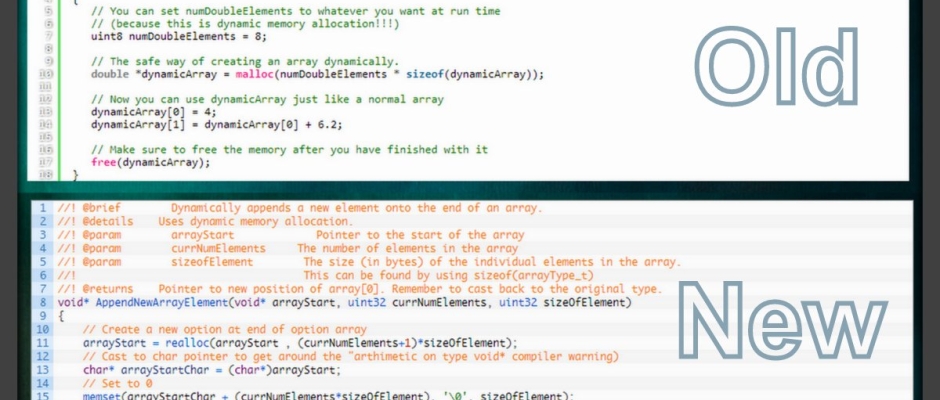 4 {
5 // You can set numDoubleElements to whatever you want at run time
6 // (because this is dynamic memory allocation!!!)
7 uint8 numDoubleElements = 8;
8
9 // The safe way of creating an array dynamically.
10 double *dynamicArray = malloc(numDoubleElements * sizeof(dynamicArray));
11
12 // Now you can use dynamicArray just like a normal array
13 dynamicArray[0] = 4;
14 dynamicArray[1] = dynamicArray[0] + 6.2;
15
16 // Make sure to free the memory after you have finished with it
17 free(dynamicArray);
18 }
Old
1 //! @brief Dynamically appends a new element onto the end of an array.
2 //! @details Uses dynamic memory allocation.
3 //! @param arrayStart Pointer to the start of the array
4 //! @param currNumElements The number of elements in the array
5 //! @param sizeofElement The size (in bytes) of the individual elements in the array.
6 //! This can be found by using sizeof(arrayType_t)
7 //! @returns Pointer to new position of array[0]. Remember to cast back to the original type.
8 void* AppendNewArrayElement(void* arrayStart, uint32 currNumElements, uint32 sizeOfElement)
9 {
10 // Create a new option at end of option array
11 arrayStart = realloc(arrayStart , (currNumElements+1)*sizeOfElement);
12 // Cast to char pointer to get around the "arthimetic on type void* compiler warning)
13 char* arrayStartChar = (char*)arrayStart;
14 // Set to 0
15 memset(arrayStartChar + (currNumElements*sizeOfElement), '\0', sizeOfElement);
New